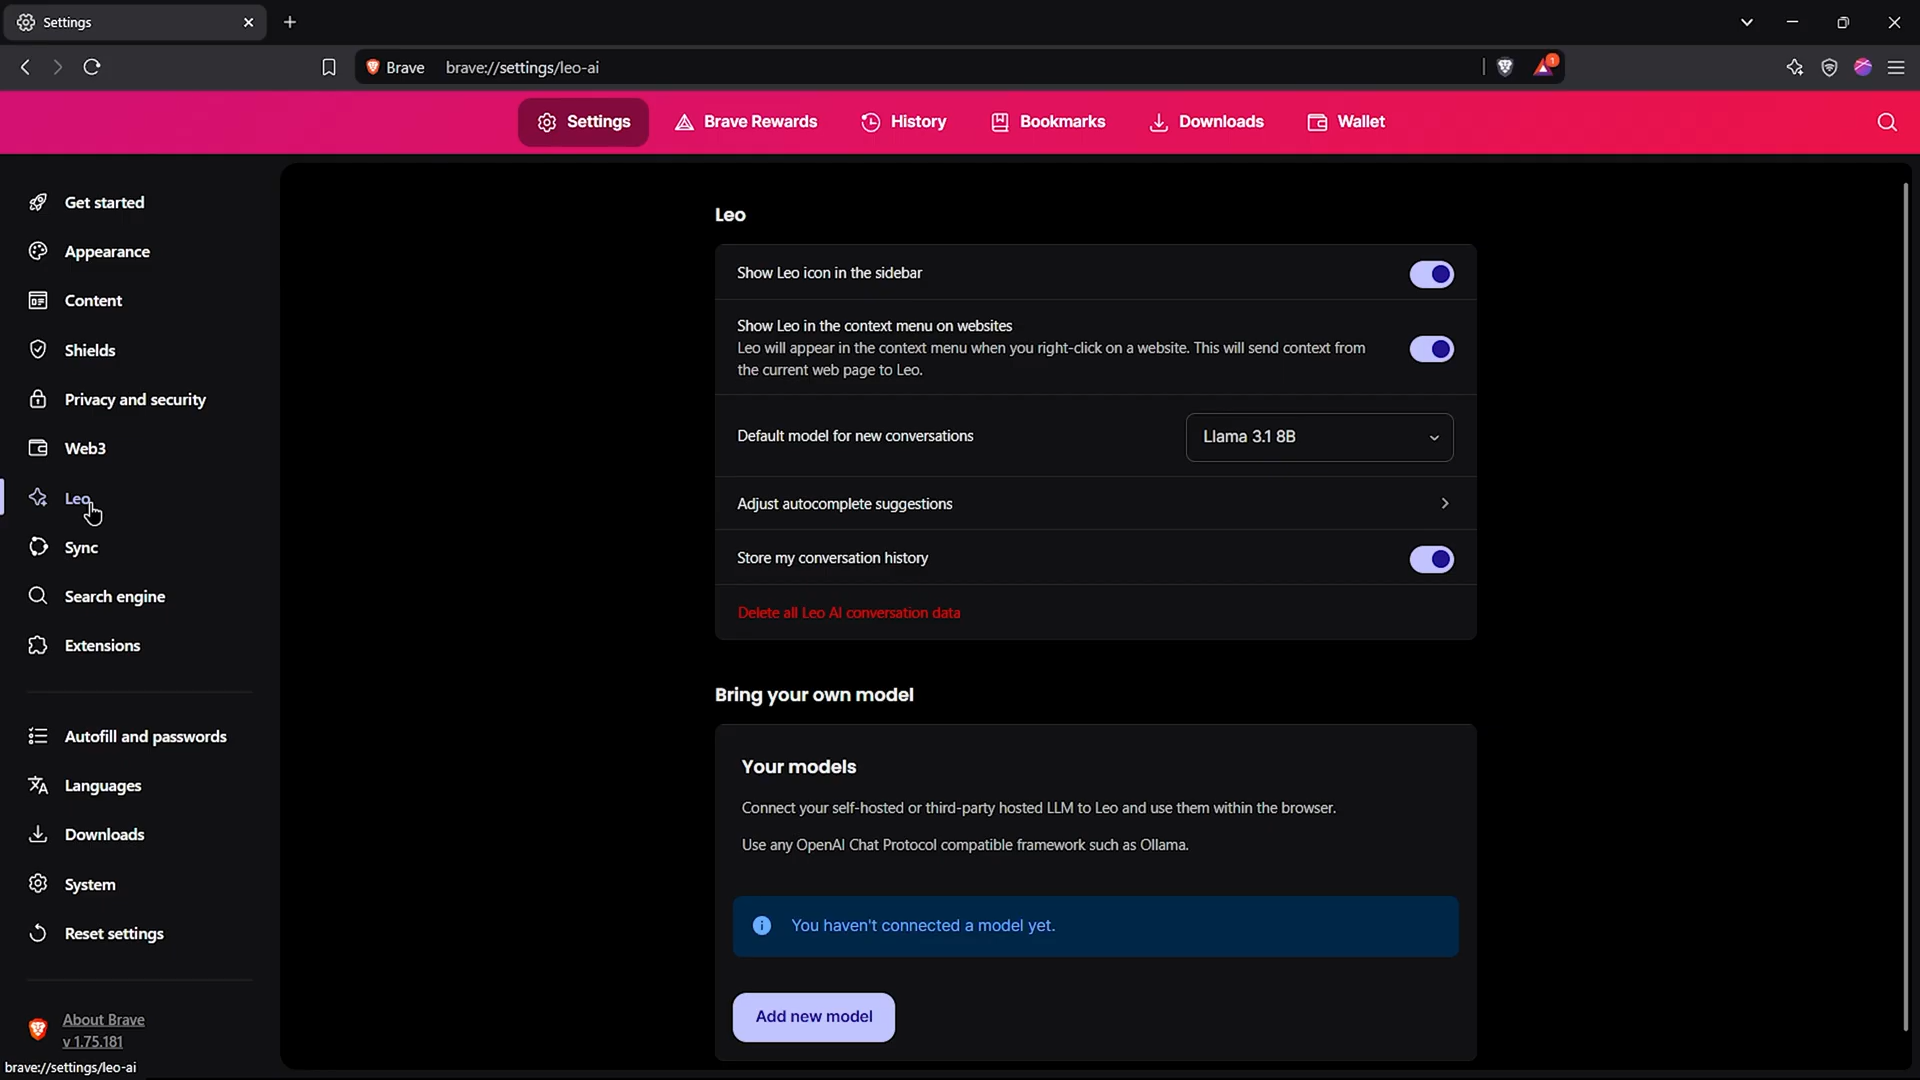 Settings
Brave
brave://settings/leo-ai
1
Settings
Brave Rewards
History
Bookmarks
Downloads
Wallet
Get started
Appearance
Content
Shields
Privacy and security
Web3
Leo
Sync
Search engine
Extensions
Autofill and passwords
Languages
Downloads
System
Reset settings
About Brave
v 1.75.181
brave://settings/leo-ai
Leo
Show Leo icon in the sidebar
Show Leo in the context menu on websites
Leo will appear in the context menu when you right-click on a website. This will send context from
the current web page to Leo.
Default model for new conversations
Llama 3.1 8B
Adjust autocomplete suggestions
Store my conversation history
Delete all Leo AI conversation data
Bring your own model
Your models
Connect your self-hosted or third-party hosted LLM to Leo and use them within the browser.
Use any OpenAI Chat Protocol compatible framework such as Ollama.
You haven't connected a model yet.
Add new model